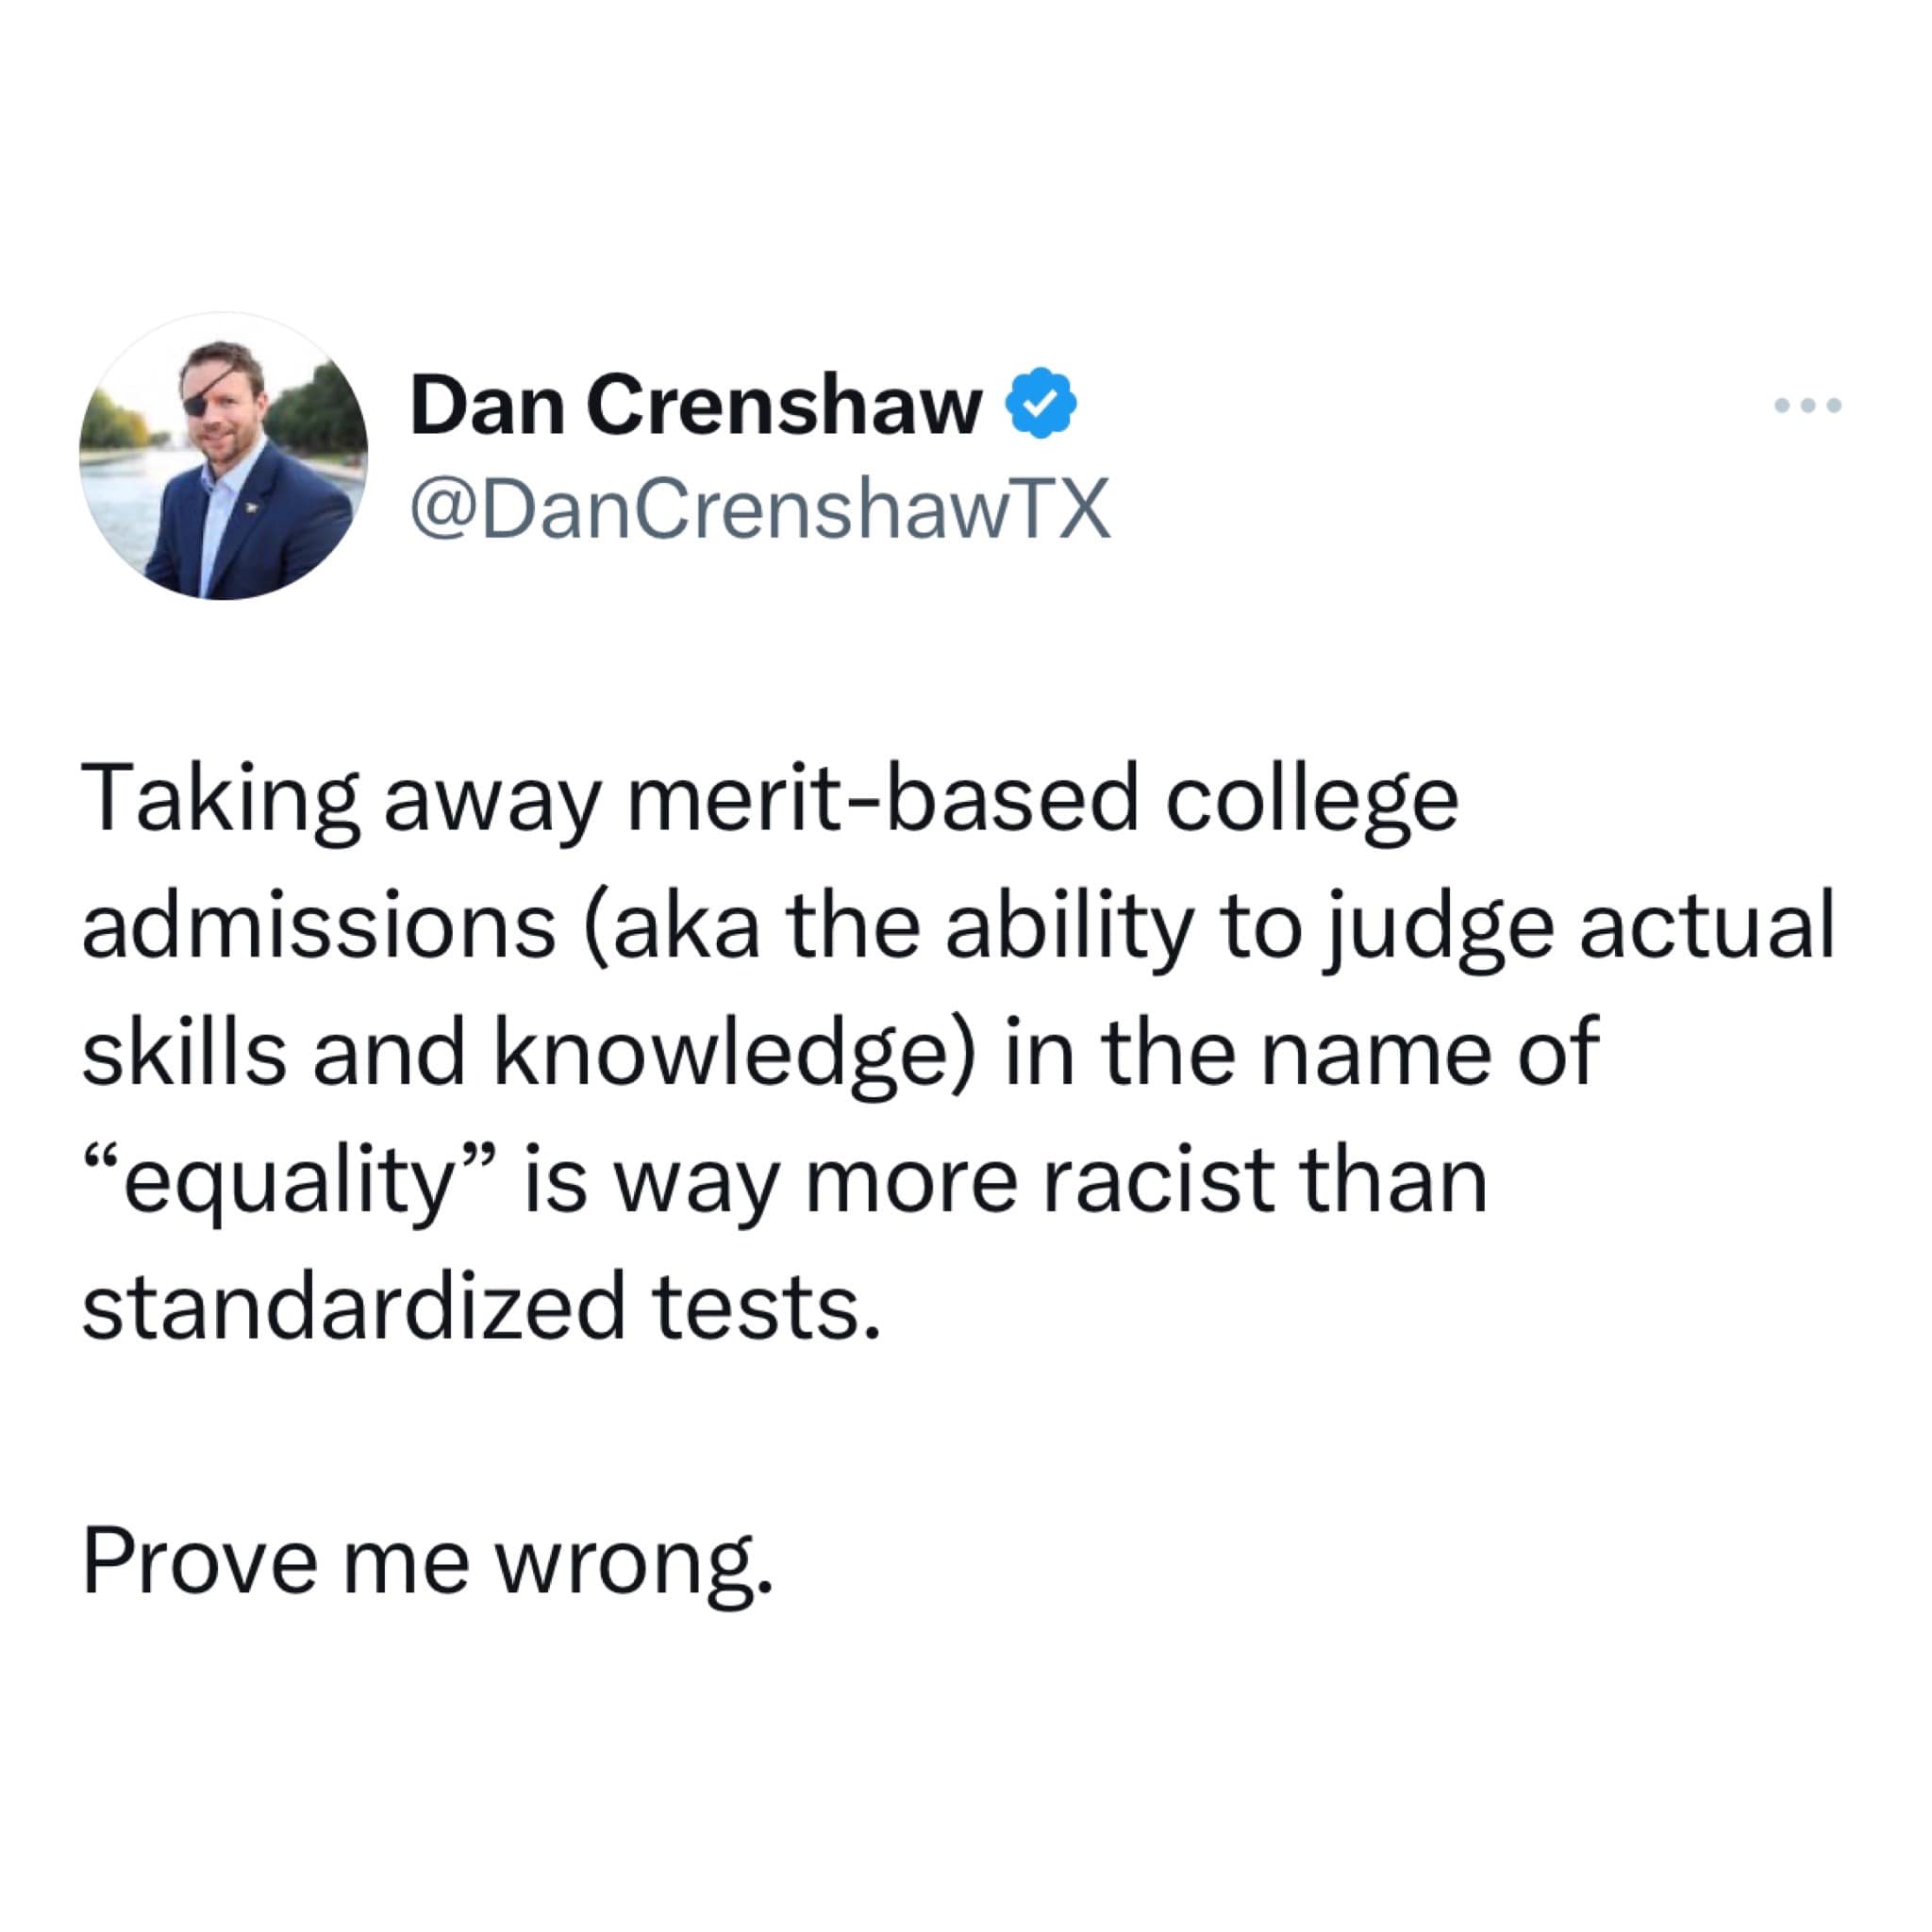 Dan Crenshaw
@DanCrenshawTX
Taking away merit-based college
admissions (aka the ability to judge actual
skills and knowledge) in the name of
“equality” is way more racist than
standardized tests.
Prove me wrong.